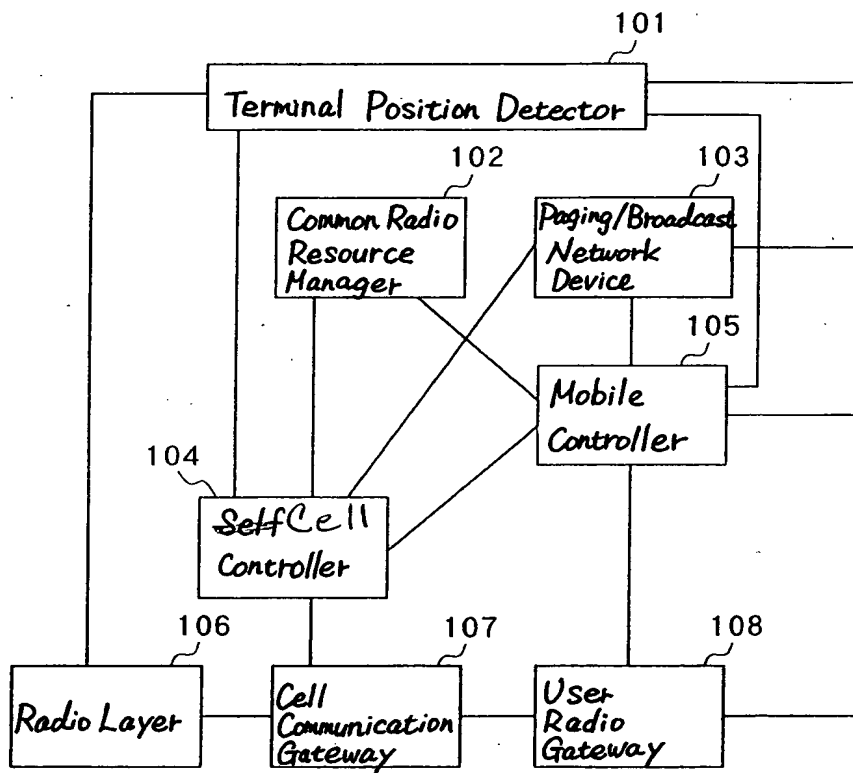 101
Terminal Position Detector
102
Common Radio
Resource
Manager
103
Paging/Broadcast
Network
Device
105
Mobile
Controller
104
Self Cell
Controller
106
Radio Layer
107
Cell
Communication
Gateway
108
User
Radio
Gateway